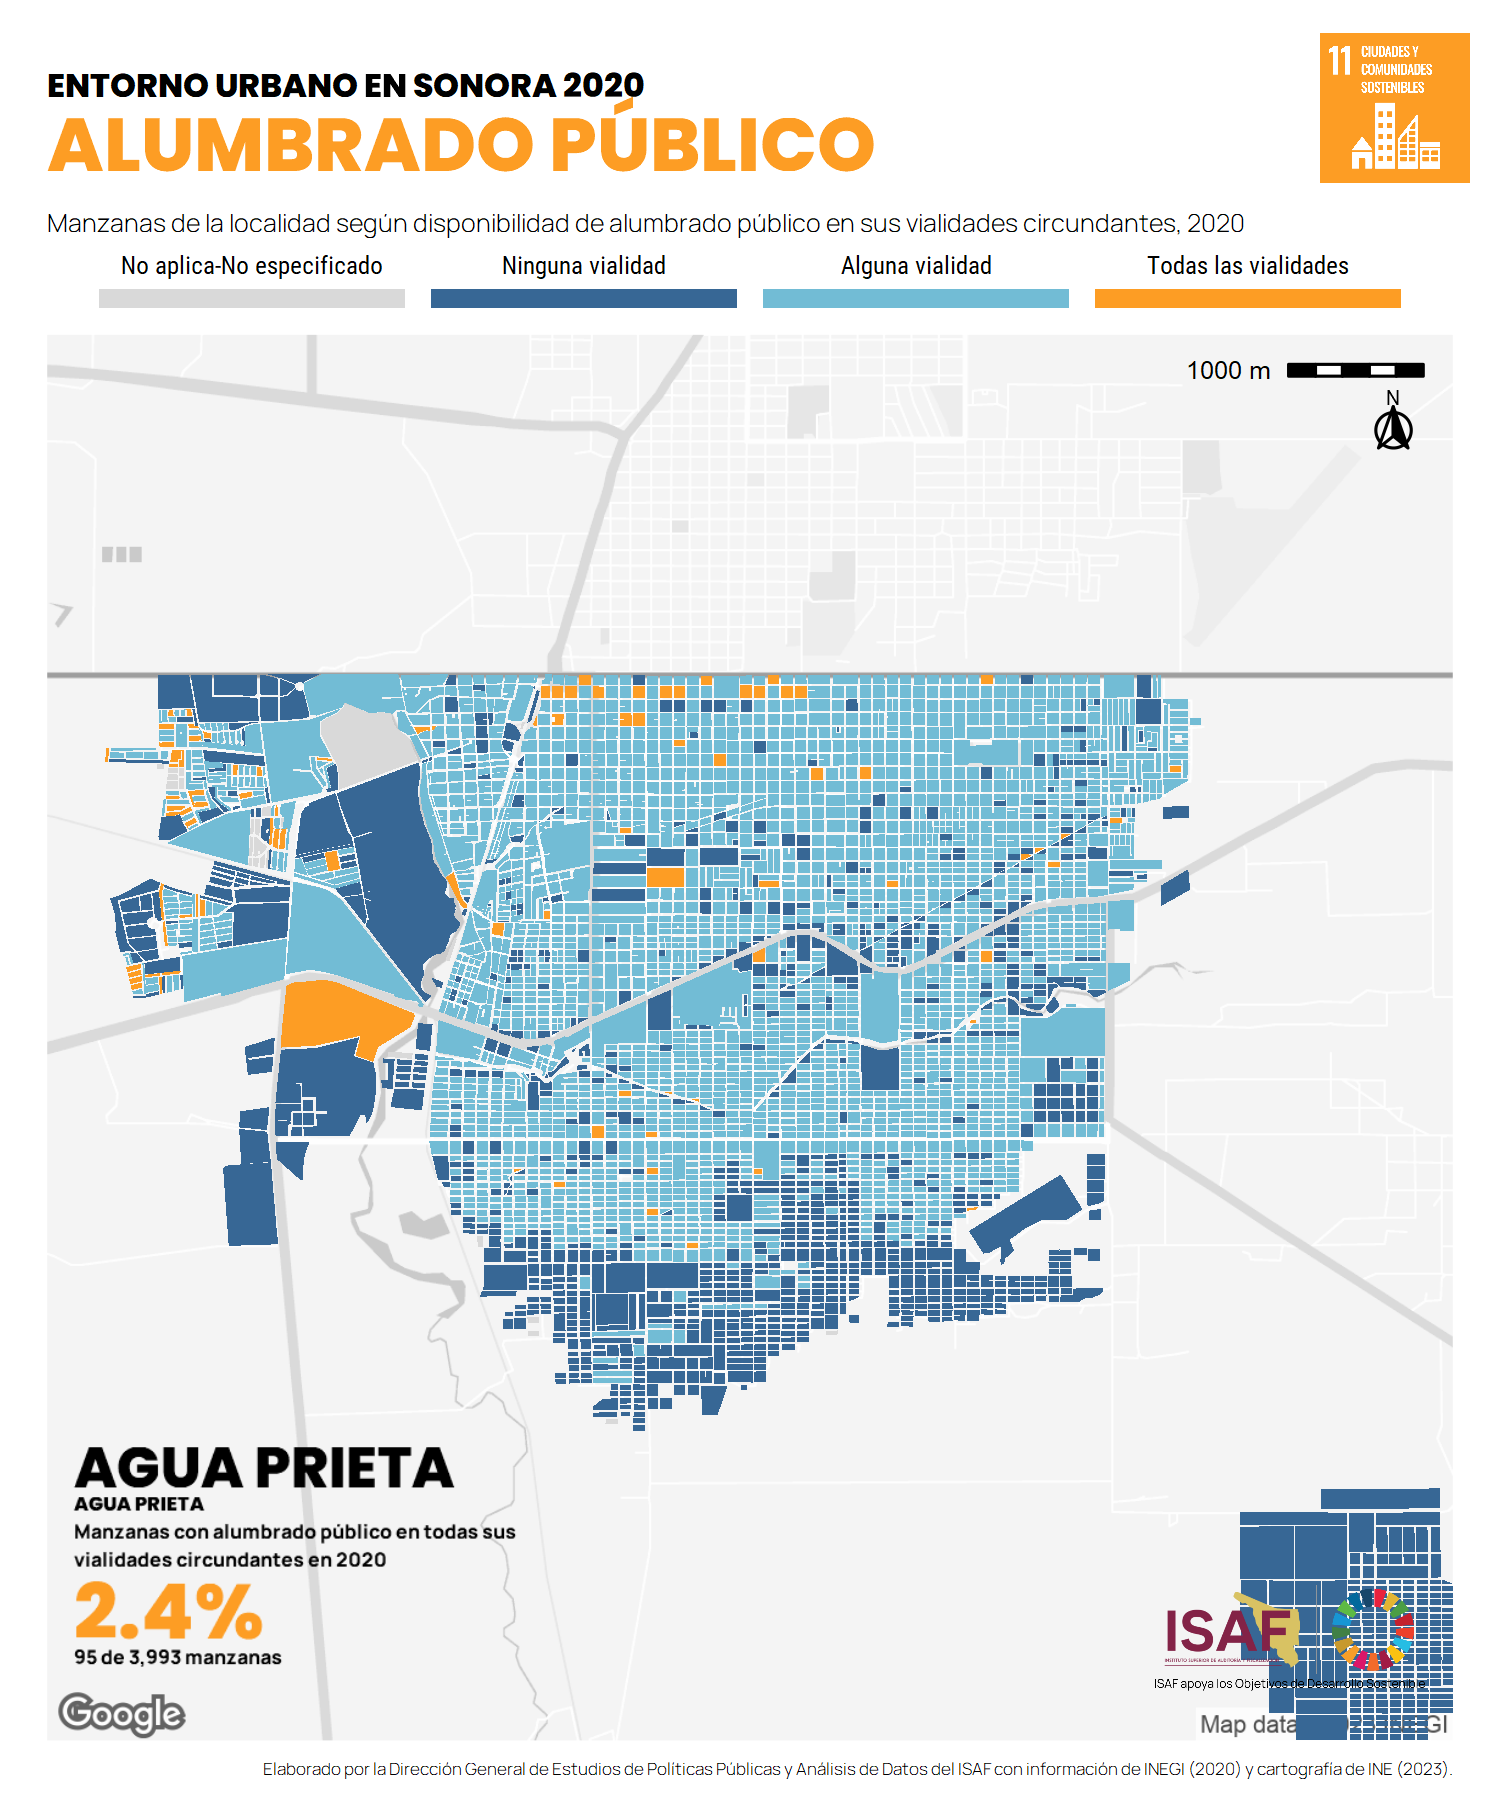 11 CIUDADES Y
COMUNIDADES
SOSTENIBLES
ENTORNO URBANO EN SONORA 2020
ALUMBRADO PÚBLICO
Manzanas de la localidad según disponibilidad de alumbrado público en sus vialidades circundantes, 2020
No aplica-No especificado
Ninguna vialidad
Alguna vialidad
Todas las vialidades
1000 m
N
AGUA PRIETA
AGUA PRIETA
Manzanas con alumbrado público en todas sus
vialidades circundantes en 2020
2.4%
95 de 3,993 manzanas
Google
ISAF
INSTITUTO SUPERIOR DE AUDITORÍA Y
ISAF apoya los Objetivos de Desarrollo Sostenible
Map data
Elaborado por la Dirección General de Estudios de Políticas Públicas y Análisis de Datos del ISAF con información de INEGI (2020) y cartografía de INE (2023).